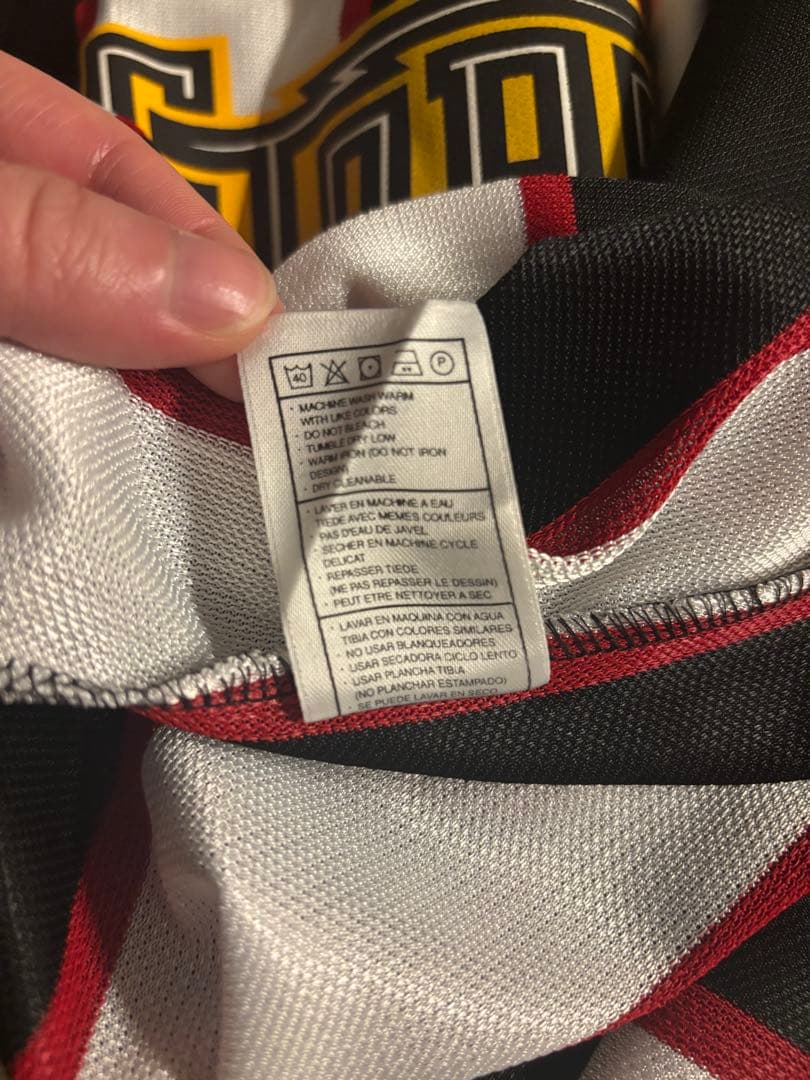 40 P
• MACHINE WASH WARM
WITH LIKE COLORS
• DO NOT BLEACH
• TUMBLE DRY LOW
• WARM IRON (DO NOT IRON
DESIGN)
• DRY CLEANABLE
• LAVER EN MACHINE A EAU
TIEDE AVEC MEMES COULEURS
• PAS D'EAU DE JAVEL
• SECHER EN MACHINE CYCLE
DELICAT
• REPASSER TIEDE
(NE PAS REPASSER LE DESSIN)
• PEUT ETRE NETTOYER A SEC
• LAVAR EN MAQUINA CON AGUA
TIBIA CON COLORES SIMILARES
• NO USAR BLANQUEADORES
• USAR SECADORA CICLO LENTO
• USAR PLANCHA TIBIA
(NO PLANCHAR ESTAMPADO)
• SE PUEDE LAVAR EN SECO